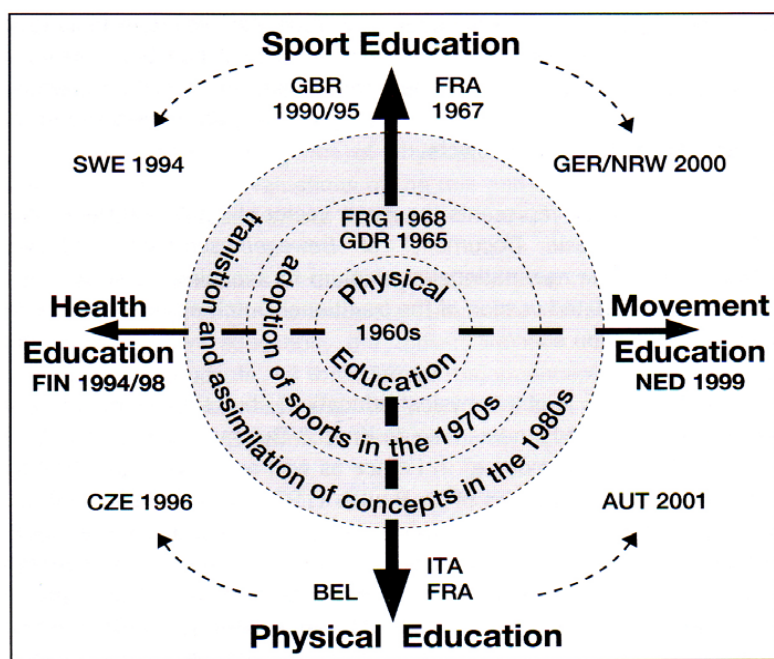 Sport Education
GBR
1990/95
FRA
1967
SWE 1994
GER/NRW 2000
FRG 1968
GDR 1965
Physical
1960s
Education
adoption of sports in the 1970s
tranistion and assimilation of concepts in the 1980s
Health
Education
FIN 1994/98
Movement
Education
NED 1999
CZE 1996
AUT 2001
BEL
ITA
FRA
Physical Education